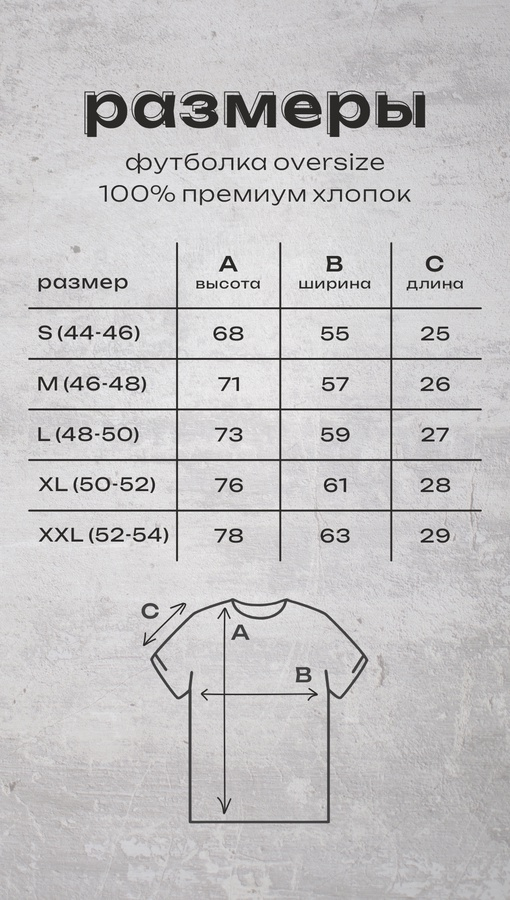 размеры
футболка oversize
100% премиум хлопок
размер A высота B ширина C длина
S (44-46) 68 55 25
M (46-48) 71 57 26
L (48-50) 73 59 27
XL (50-52) 76 61 28
XXL (52-54) 78 63 29
C
A
B